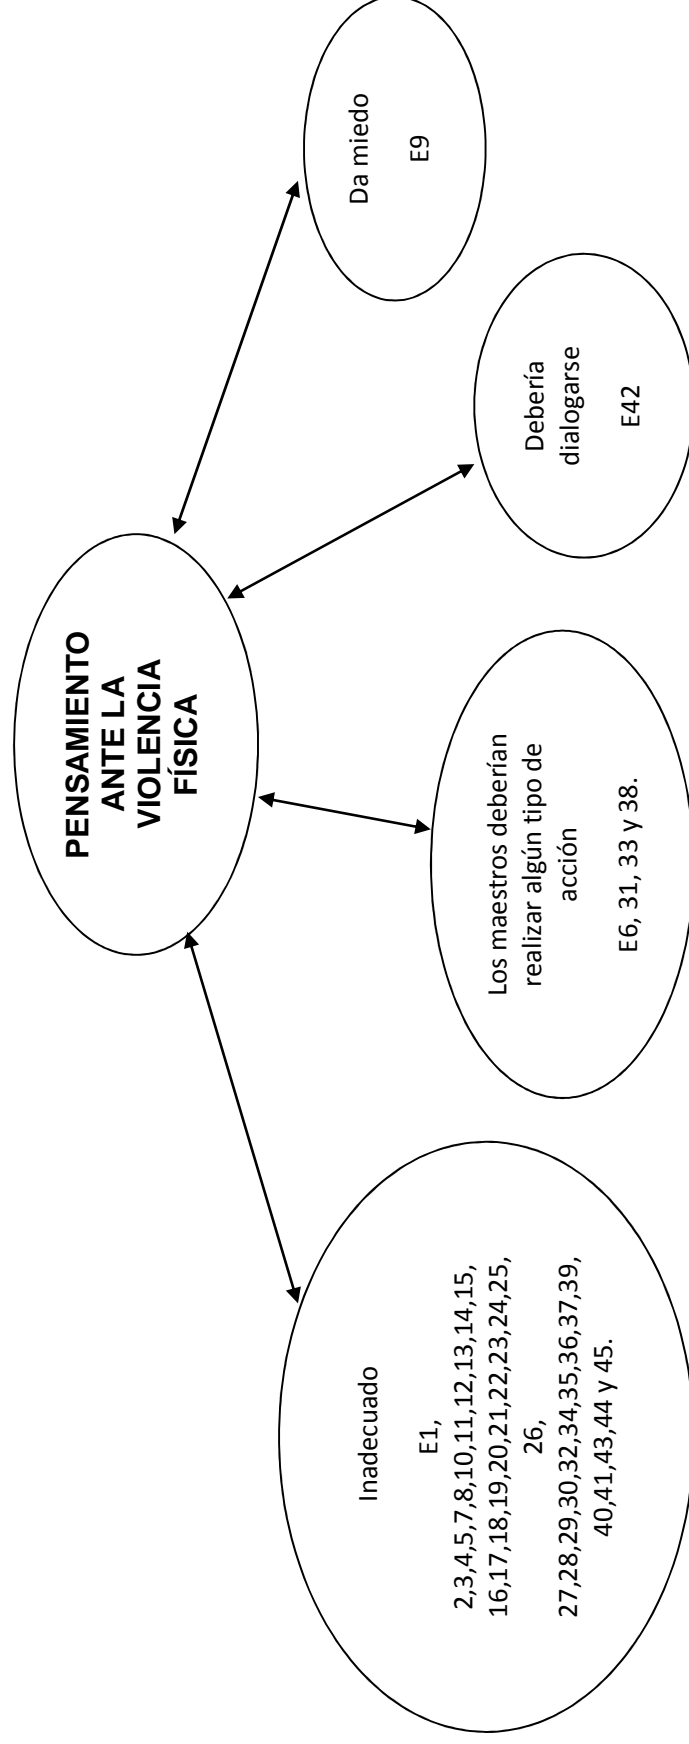 PENSAMIENTO
ANTE LA
VIOLENCIA
FÍSICA
Inadecuado
E1,
2,3,4,5,7,8,10,11,12,13,14,15,
16,17,18,19,20,21,22,23,24,25,
26,
27,28,29,30,32,34,35,36,37,39,
40,41,43,44 y 45.
Los maestros deberían
realizar algún tipo de
acción
E6, 31, 33 y 38.
Debería
dialogarse
E42
Da miedo
E9